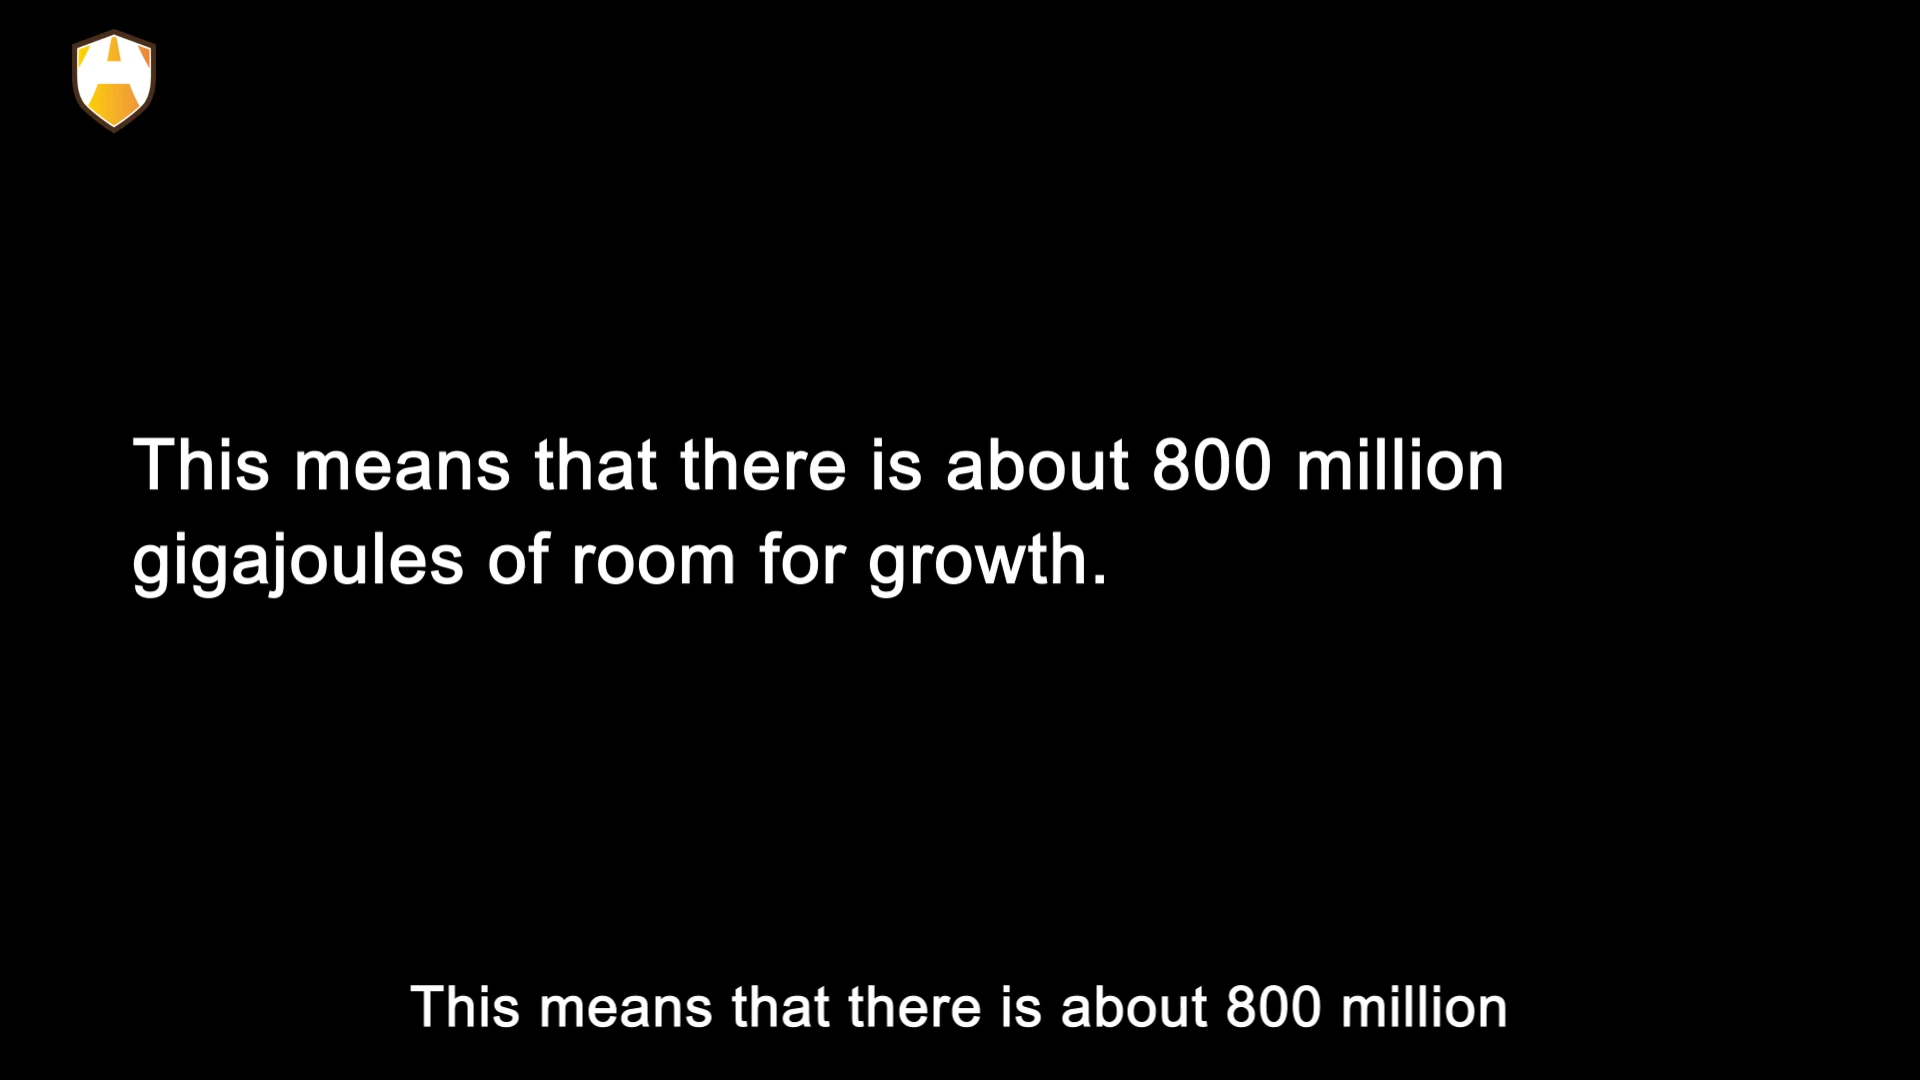 This means that there is about 800 million
gigajoules of room for growth.
This means that there is about 800 million